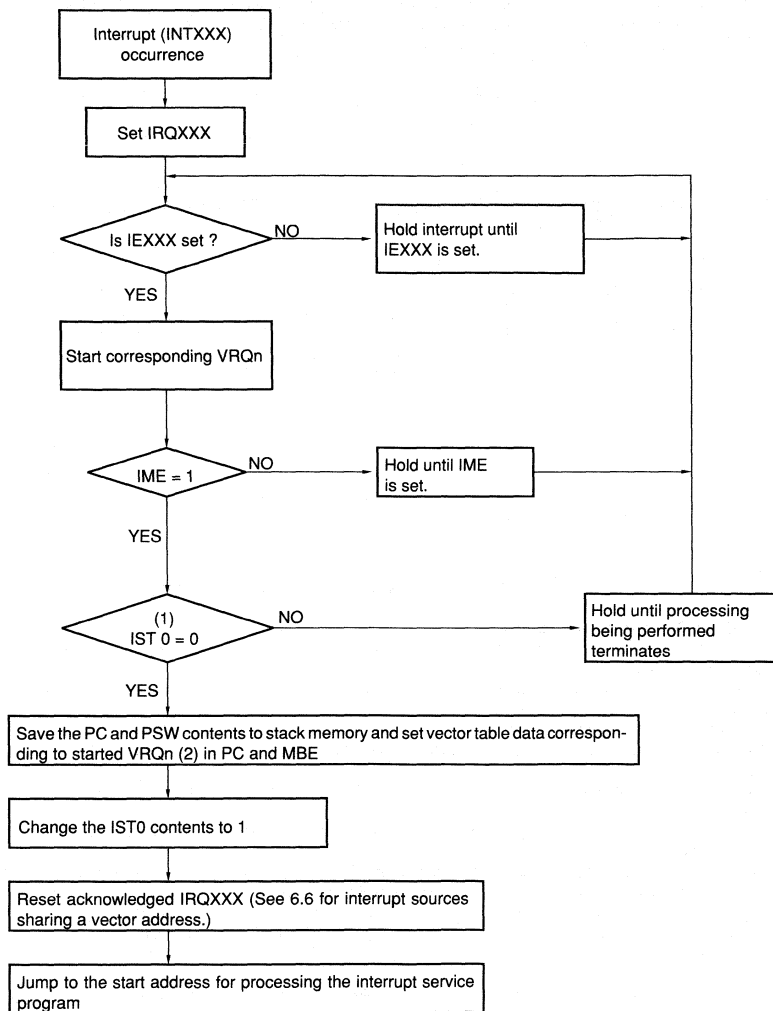 Interrupt (INTXXX)
occurrence
Set IRQXXX
Is IEXXX set ?
NO
Hold interrupt until
IEXXX is set.
YES
Start corresponding VRQn
IME = 1
NO
Hold until IME
is set.
YES
(1)
IST 0 = 0
NO
Hold until processing
being performed
terminates
YES
Save the PC and PSW contents to stack memory and set vector table data correspon-
ding to started VRQn (2) in PC and MBE
Change the IST0 contents to 1
Reset acknowledged IRQXXX (See 6.6 for interrupt sources
sharing a vector address.)
Jump to the start address for processing the interrupt service
program